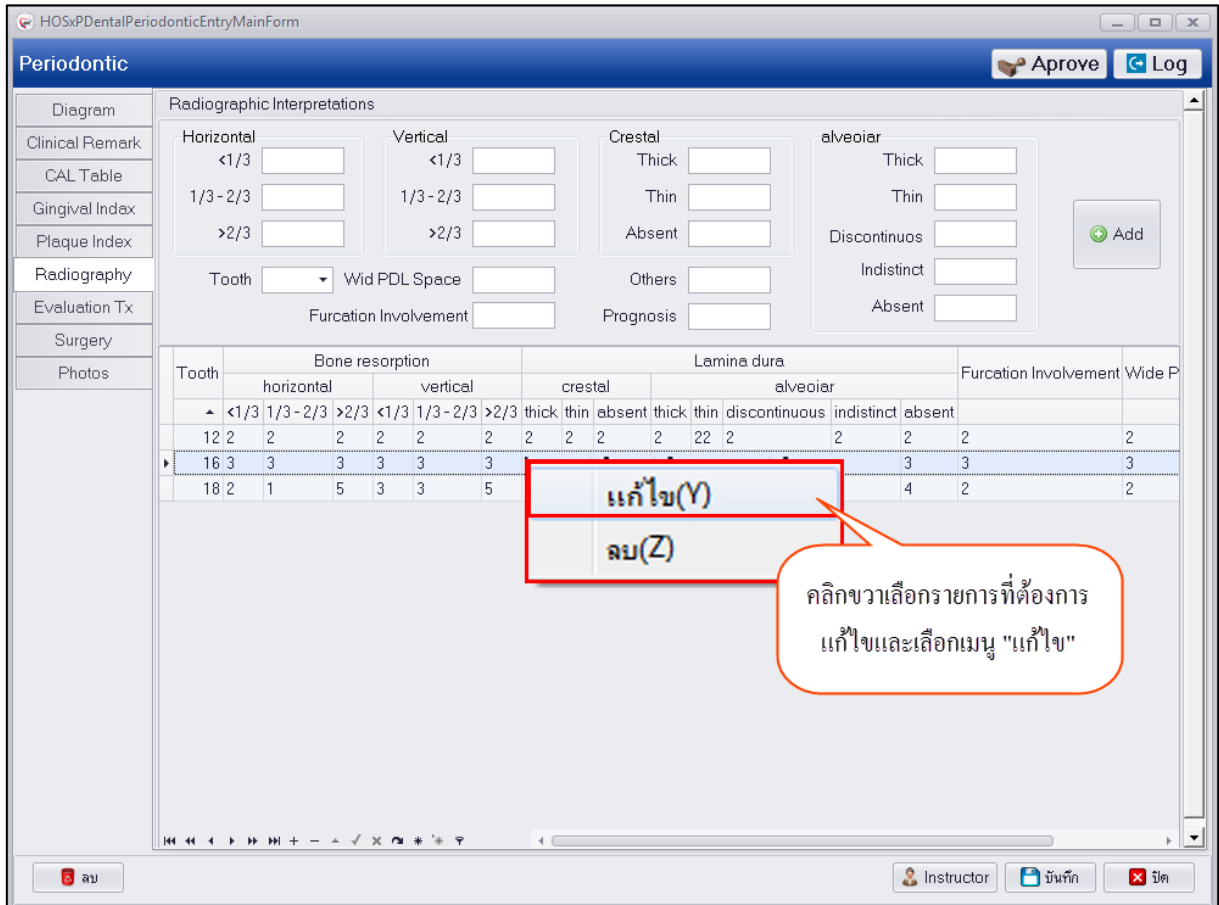 HOSxPDentalPeriodonticEntryMainForm
Periodontic
Aprove
Log
Diagram
Clinical Remark
CAL Table
Gingival Indax
Plaque Index
Radiography
Evaluation Tx
Surgery
Photos
Radiographic Interpretations
Horizontal Vertical Crestal alveoiar
<1/3 <1/3 Thick Thick
1/3 - 2/3 1/3 - 2/3 Thin Thin
>2/3 >2/3 Absent Discontinuos
Add
Tooth Wid PDL Space Others Indistinct
Furcation Involvement Prognosis Absent
Tooth Bone resorption Lamina dura Furcation Involvement Wide P
horizontal vertical crestal alveoiar
<1/3 1/3 - 2/3 >2/3 <1/3 1/3 - 2/3 >2/3 thick thin absent thick thin discontinuous indistinct absent
12 2 2 2 2 2 2 2 2 2 2 22 2 2 2 2 2
16 3 3 3 3 3 3 3 3 3
18 2 1 5 3 3 5 4 2 2
แก้ไข(Y)
ลบ(Z)
คลิกขวาเลือกรายการที่ต้องการ
แก้ไขและเลือกเมนู "แก้ไข"
ลบ
Instructor
บันทึก
ปิด